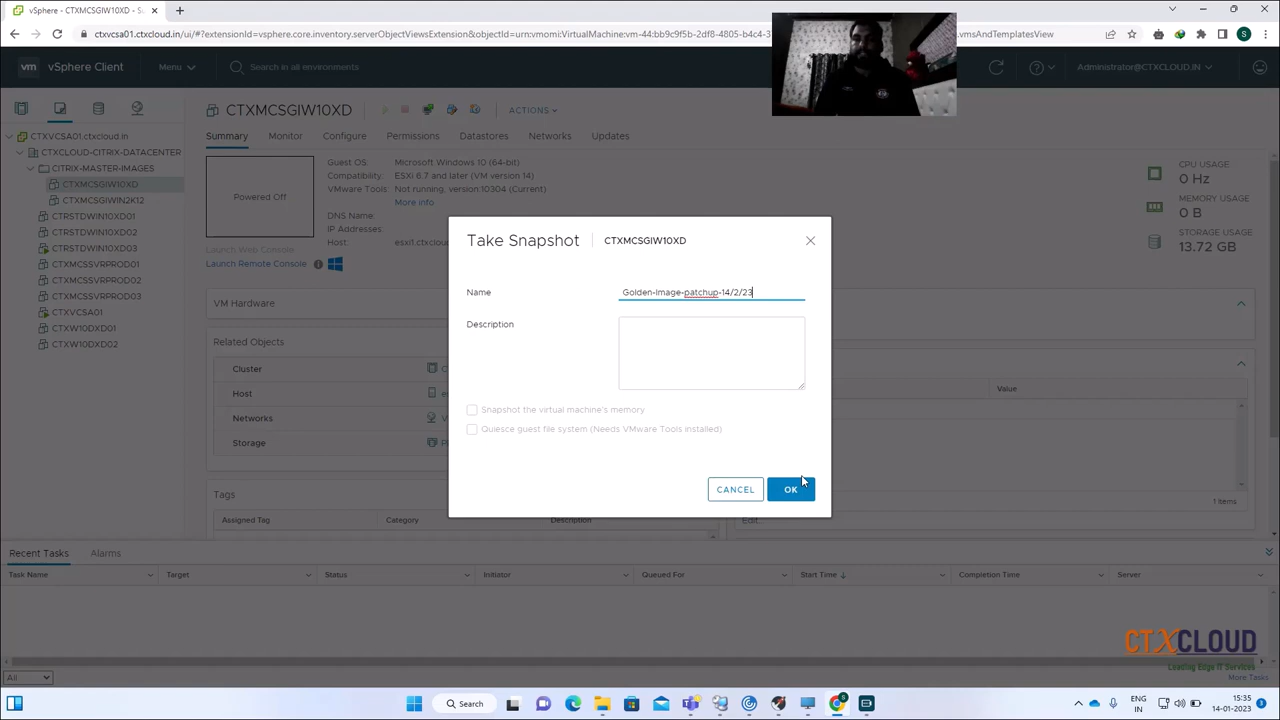 vSphere - CTXMCSGIW10XD - Su
ctxvcsa01.ctxcloud.in/ui/#?extensionId=vsphere.core.inventory.serverObjectViewsExtension&objectId=urn:vmomi:VirtualMachine:vm-44:bb9c9f5b-2df8-4805-b4c4-3
vmsAndTemplatesView
S
vm vSphere Client Menu Search in all environments Administrator@CTXCLOUD.IN
CTXMCSGIW10XD ACTIONS
Summary Monitor Configure Permissions Datastores Networks Updates
CTXVCSA01.ctxcloud.in
CTXCLOUD-CITRIX-DATACENTER
CITRIX-MASTER-IMAGES
CTXMCSGIW10XD
CTXMCSGIWIN2K12
CTRSTDWIN10XD01
CTRSTDWIN10XD02
CTRSTDWIN10XD03
CTXMCSSVRPROD01
CTXMCSSVRPROD02
CTXMCSSVRPROD03
CTXVCSA01
CTXW10DXD01
CTXW10DXD02
Powered Off
Launch Web Console
Launch Remote Console
Guest OS: Microsoft Windows 10 (64-bit)
Compatibility: ESXi 6.7 and later (VM version 14)
VMware Tools: Not running, version:10304 (Current)
More info
DNS Name:
IP Addresses:
Host: esxi1.ctxcloud
CPU USAGE
0 Hz
MEMORY USAGE
0 B
STORAGE USAGE
13.72 GB
VM Hardware
Related Objects
Cluster
Host
Networks
Storage
Tags
Assigned Tag Category Description
Value
1 items
Edit...
Take Snapshot CTXMCSGIW10XD
Name Golden-Image-patchup-14/2/23
Description
Snapshot the virtual machine's memory
Quiesce guest file system (Needs VMware Tools installed)
CANCEL OK
Recent Tasks Alarms
Task Name Target Status Initiator Queued For Start Time Completion Time Server
CTXCLOUD
Leading Edge IT Services
All
More Tasks
Search
ENG
IN
15:35
14-01-2023